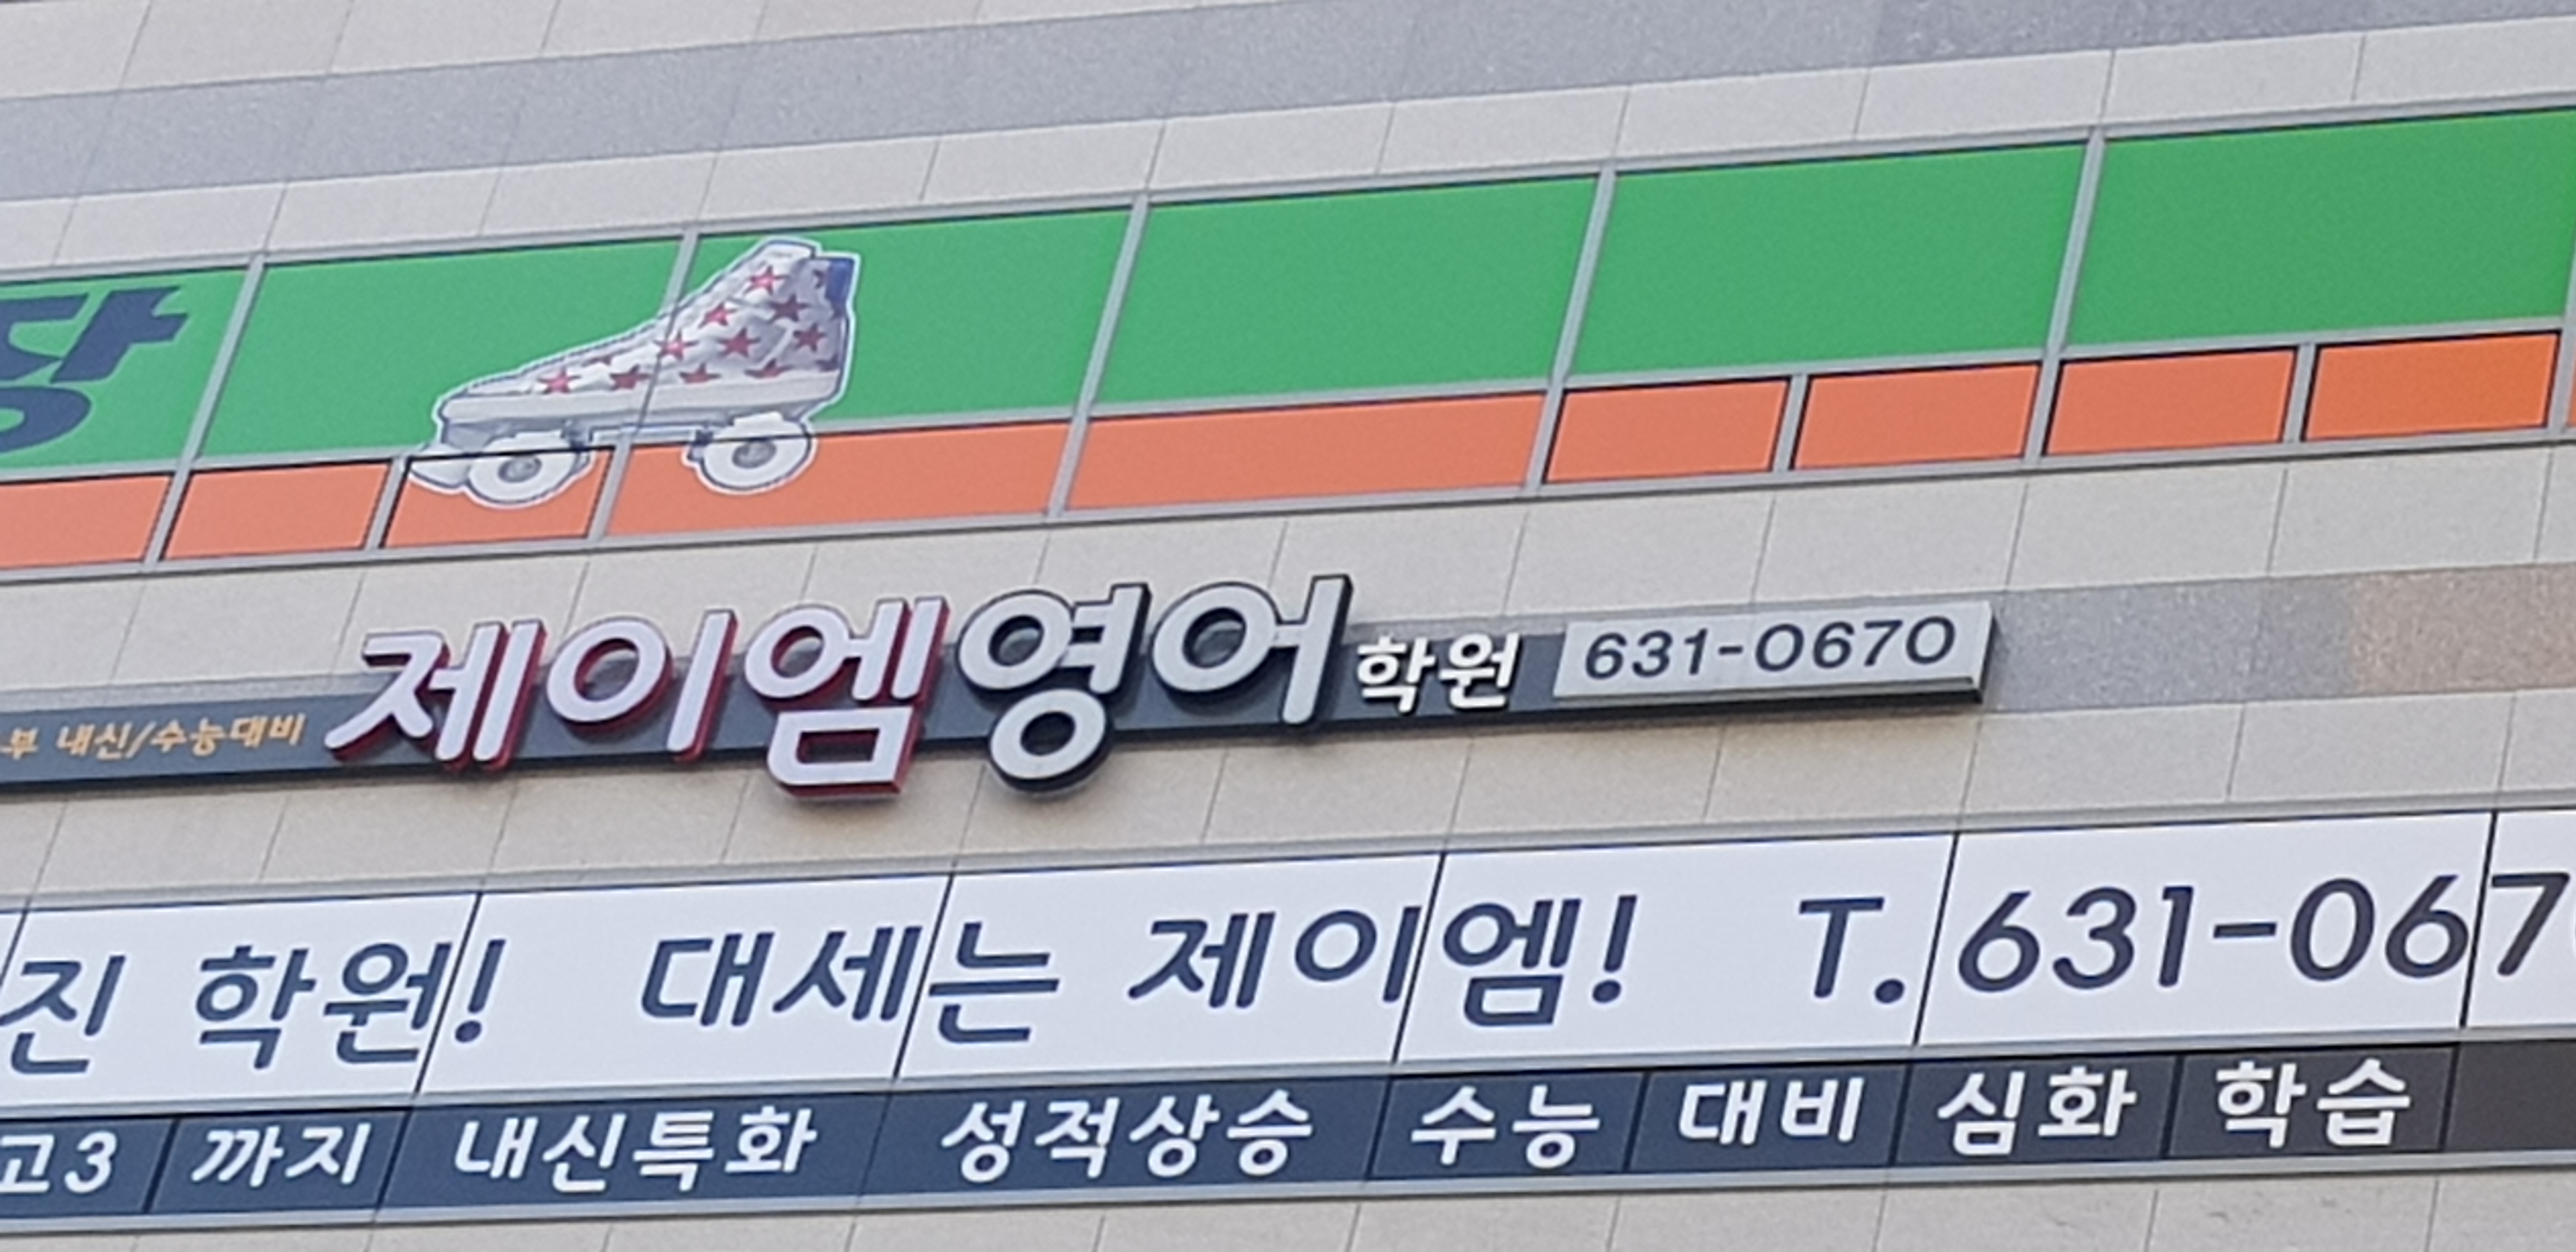 장
부 내신/수능대비 제이엠영어학원 631-0670
진 학원! 대세는 제이엠! T.631-067
고3 까지 내신특화 성적상승 수능 대비 심화 학습